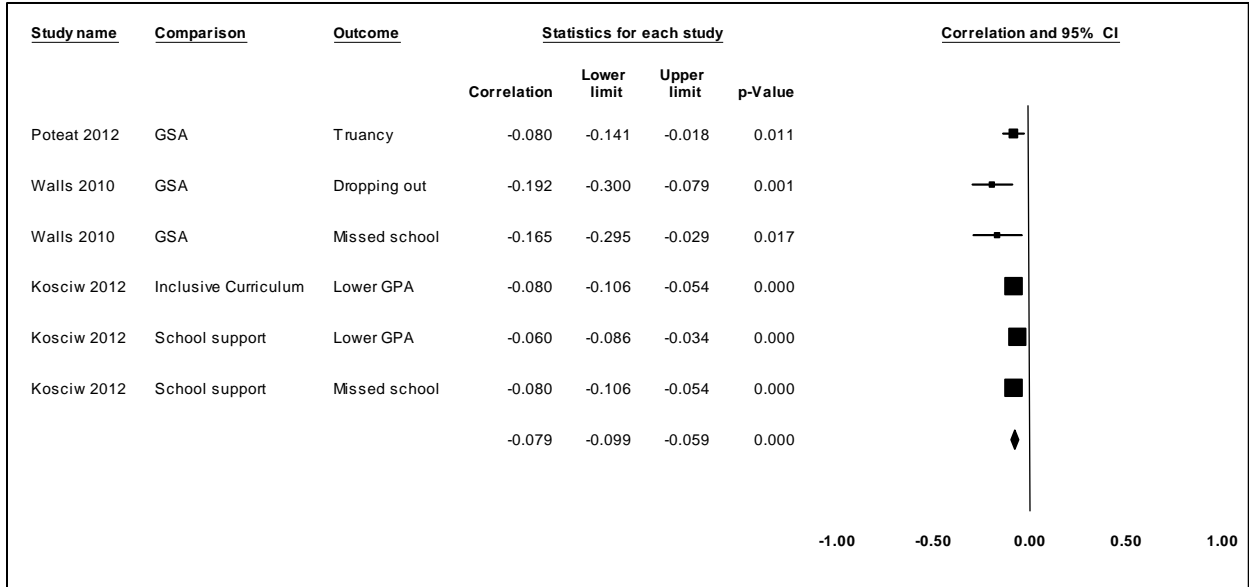 Study name Comparison Outcome Statistics for each study Correlation and 95% CI
Lower Upper
Correlation limit limit p-Value
Poteat 2012 GSA Truancy -0.080 -0.141 -0.018 0.011
Walls 2010 GSA Dropping out -0.192 -0.300 -0.079 0.001
Walls 2010 GSA Missed school -0.165 -0.295 -0.029 0.017
Kosciw 2012 Inclusive Curriculum Lower GPA -0.080 -0.106 -0.054 0.000
Kosciw 2012 School support Lower GPA -0.060 -0.086 -0.034 0.000
Kosciw 2012 School support Missed school -0.080 -0.106 -0.054 0.000
-0.079 -0.099 -0.059 0.000
-1.00 -0.50 0.00 0.50 1.00